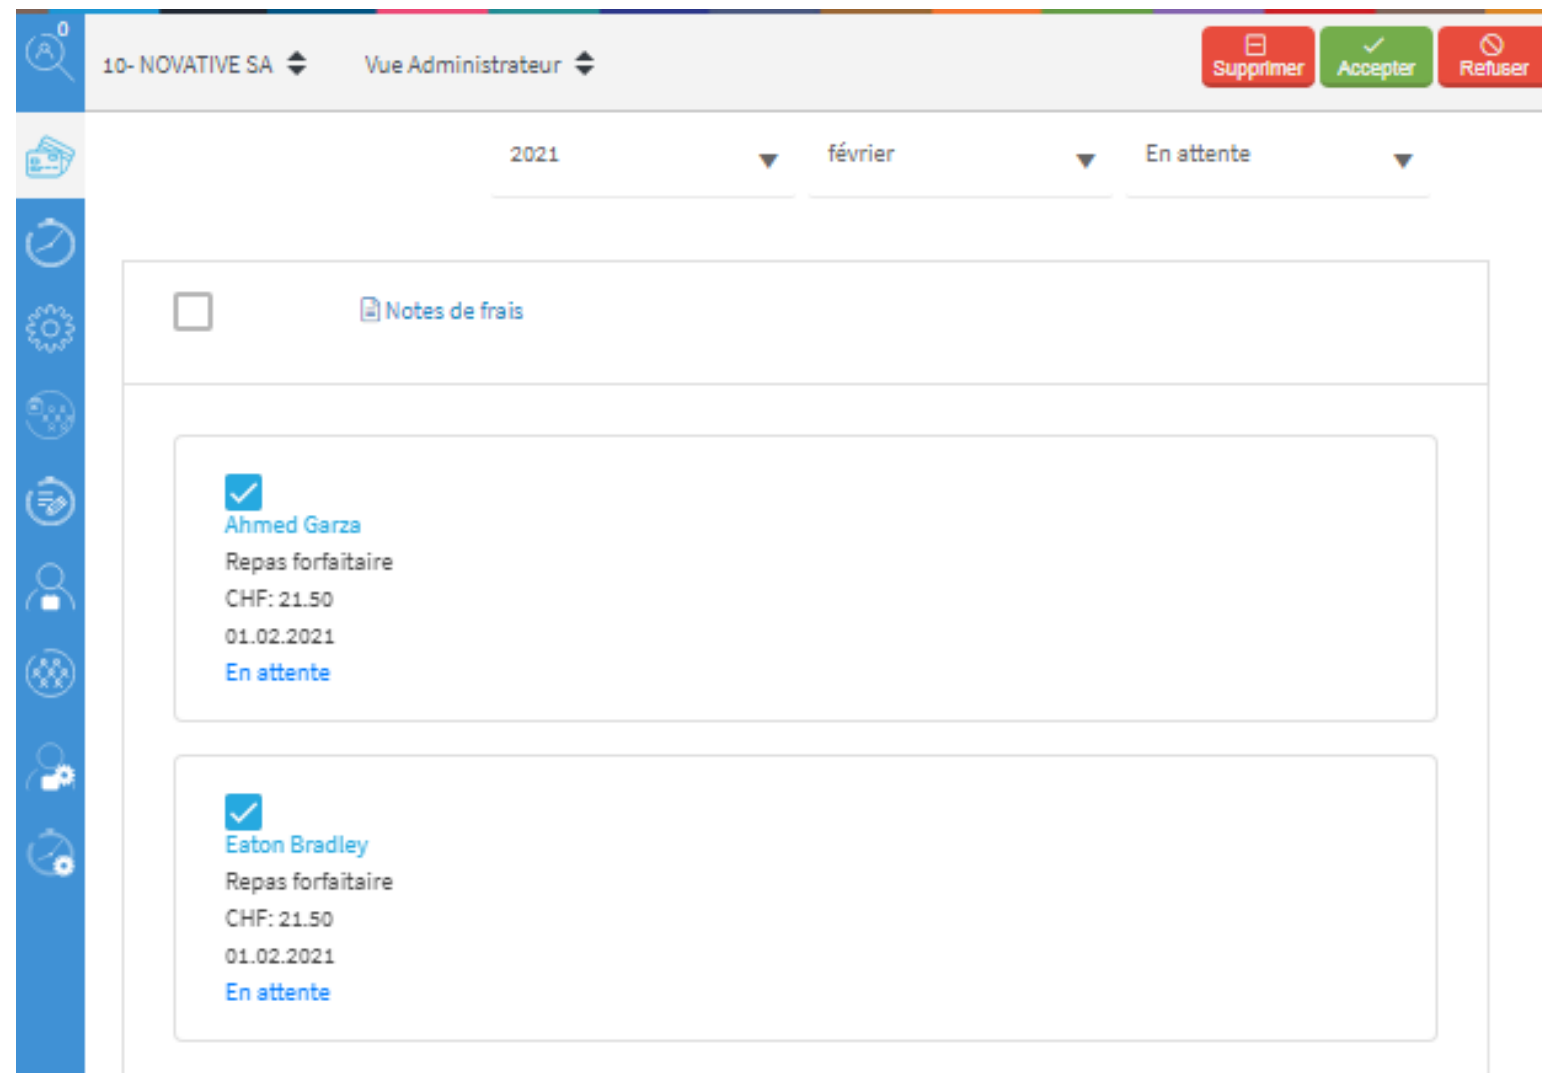 0
10- NOVATIVE SA
Vue Administrateur
Supprimer
Accepter
Refuser
2021
février
En attente
Notes de frais
Ahmed Garza
Repas forfaitaire
CHF: 21.50
01.02.2021
En attente
Eaton Bradley
Repas forfaitaire
CHF: 21.50
01.02.2021
En attente